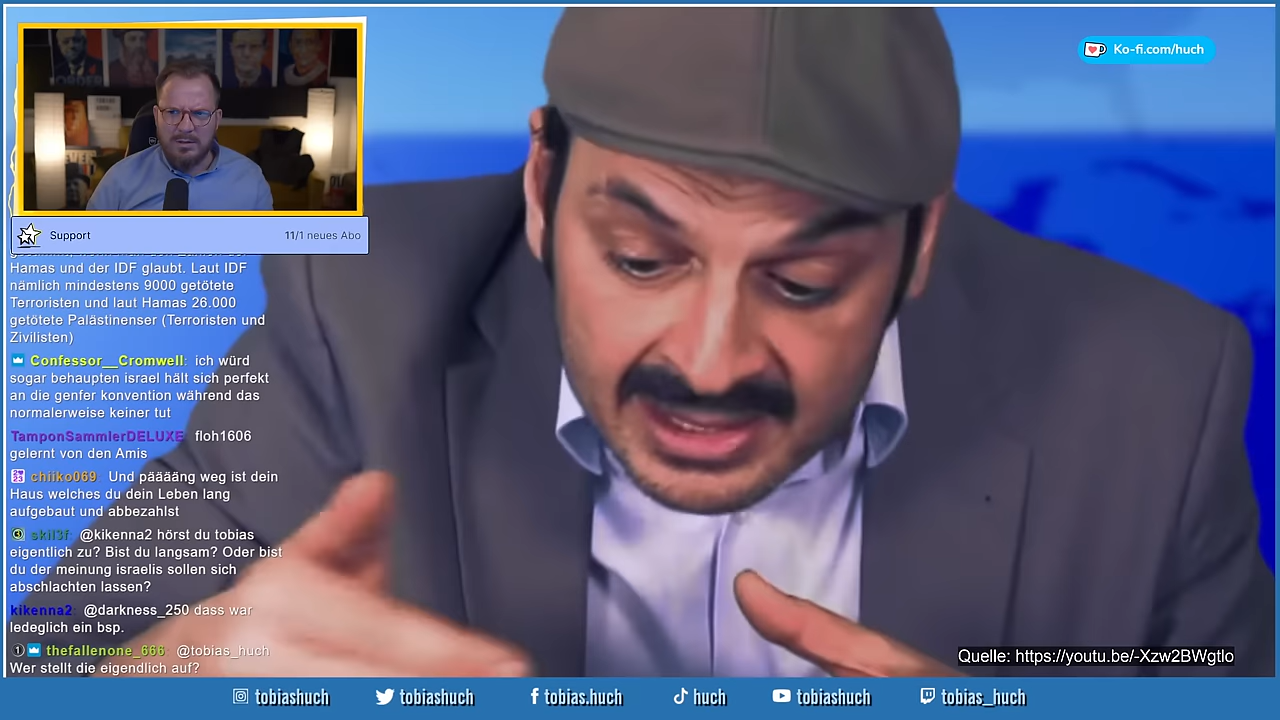 Ko-fi.com/huch
Support
11/1 neues Abo
Hamas und der IDF glaubt. Laut IDF
nämlich mindestens 9000 getötete
Terroristen und laut Hamas 26.000
getötete Palästinenser (Terroristen und
Zivilisten)
Confessor__Cromwell: ich würd
sogar behaupten israel hält sich perfekt
an die genfer konvention während das
normalerweise keiner tut
TamponSammlerDELUXE: floh1606
gelernt von den Amis
chiiko069: Und pääääng weg ist dein
Haus welches du dein Leben lang
aufgebaut und abbezahlst
skil3f: @kikenna2 hörst du tobias
eigentlich zu? Bist du langsam? Oder bist
du der meinung israelis sollen sich
abschlachten lassen?
kikenna2: @darkness_250 dass war
ledeglich ein bsp.
thefallenone_666: @tobias_huch
Wer stellt die eigendlich auf?
Quelle: https://youtu.be/-Xzw2BWgtlo
tobiashuch
tobiashuch
tobias.huch
huch
tobiashuch
tobias_huch